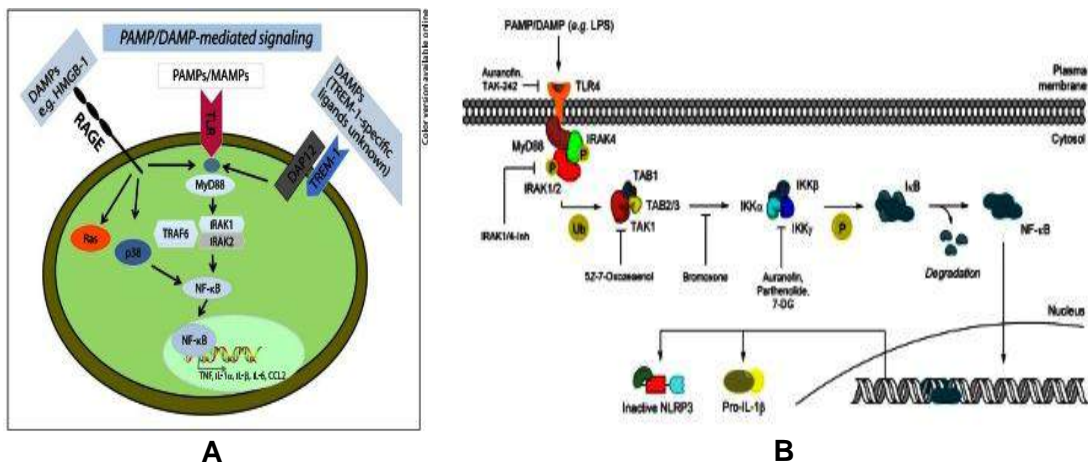 PAMP/DAMP-mediated signaling
PAMPs/MAMPs
DAMPs
e.g. HMGB-1
RAGE
TLR
DAMPs
(TREM-1-specific
ligands unknown)
DAP12
TREM-1
Color version available online
MyD88
IRAK1
IRAK2
TRAF6
Ras
p38
NF-κB
NF-κB
TNF, IL-1α, IL-β, IL-6, CCL2
A
PAMP/DAMP (e.g. LPS)
Auranofin,
TAK-242
TLR4
Plasma
membrane
Cytosol
MyD88
IRAK4
P
P
IRAK1/2
IRAK1/4-inh
Ub
TAB1
TAB2/3
TAK1
5Z-7-Oxozeaenol
Bromoxone
IKKβ
IKKα
IKKγ
Auranofin,
Parthenolide,
7-DG
P
IκB
Degradation
NF-κB
Nucleus
Inactive NLRP3
Pro-IL-1β
B